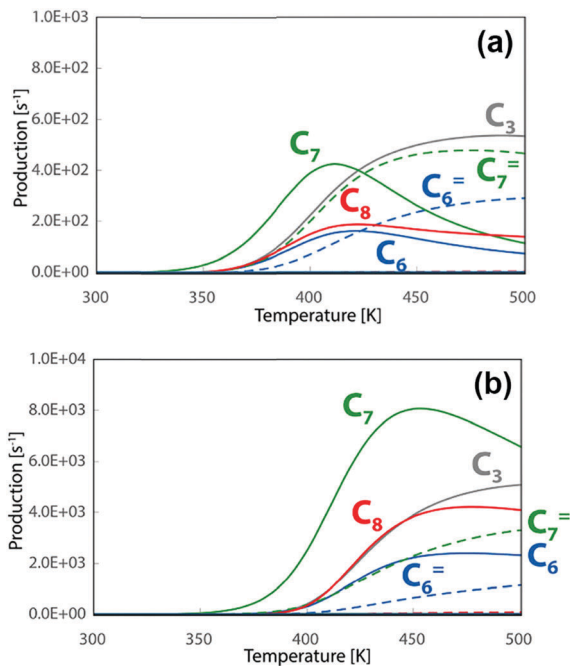 (a)
1.0E+03
8.0E+02
6.0E+02
4.0E+02
2.0E+02
0.0E+00
Production [s⁻¹]
C₇
C₃
C₇⁼
C₆⁼
C₈
C₆
300 350 400 450 500
Temperature [K]
(b)
1.0E+04
8.0E+03
6.0E+03
4.0E+03
2.0E+03
0.0E+00
Production [s⁻¹]
C₇
C₃
C₈
C₇⁼
C₆
C₆⁼
300 350 400 450 500
Temperature [K]